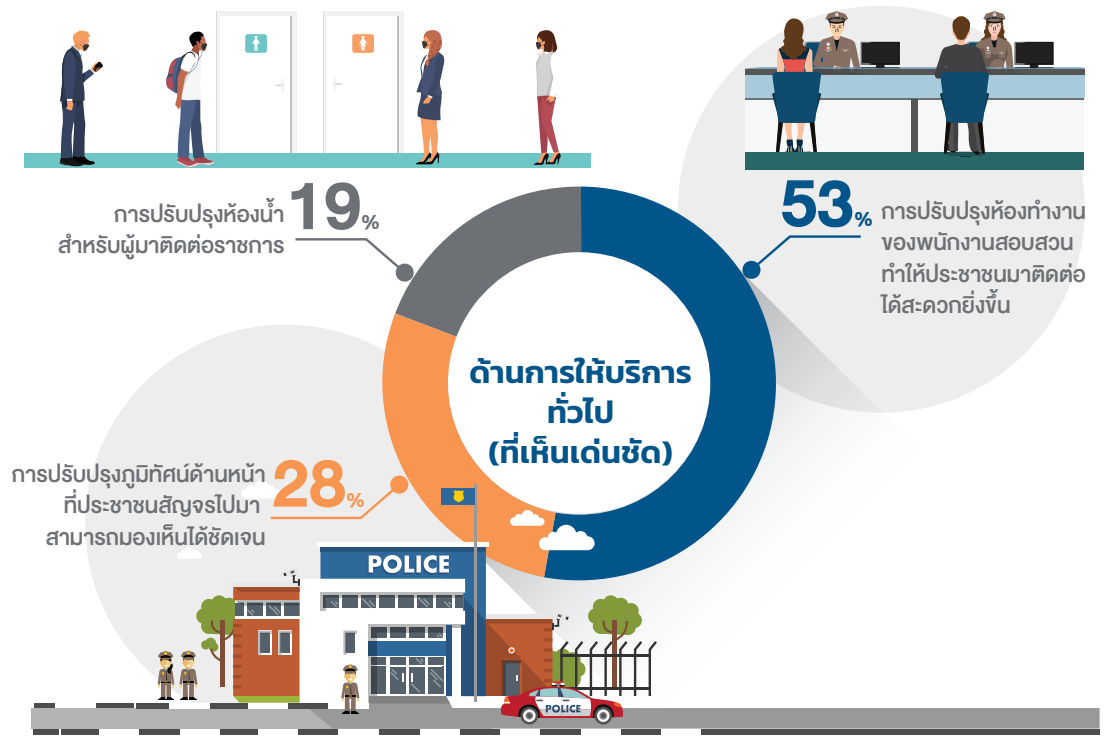 การปรับปรุงห้องน้ำ
สำหรับผู้มาติดต่อราชการ
19%
53%
การปรับปรุงห้องทำงาน
ของพนักงานสอบสวน
ทำให้ประชาชนมาติดต่อ
ได้สะดวกยิ่งขึ้น
ด้านการให้บริการ
ทั่วไป
(ที่เห็นเด่นชัด)
การปรับปรุงภูมิทัศน์ด้านหน้า
ที่ประชาชนสัญจรไปมา
สามารถมองเห็นได้ชัดเจน
28%
POLICE
POLICE